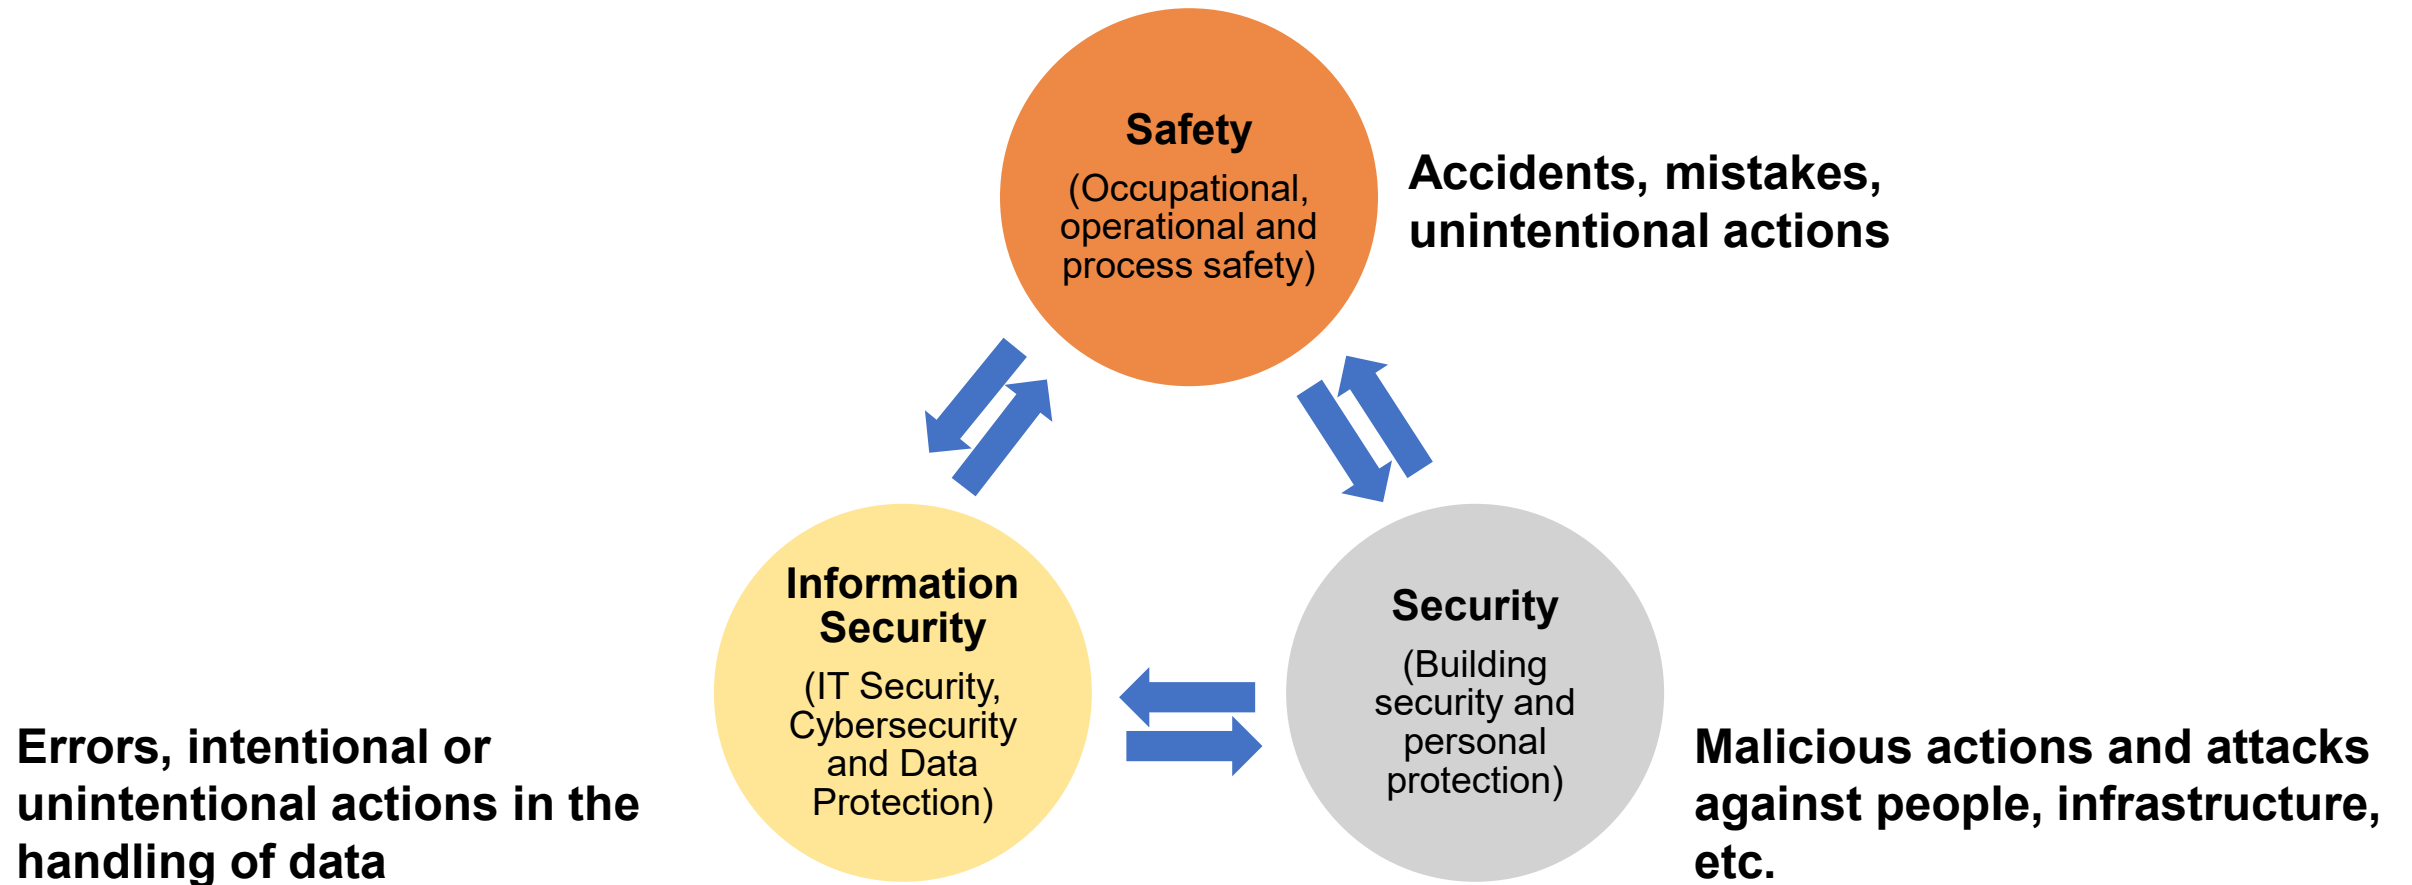 Safety
(Occupational,
operational and
process safety)
Accidents, mistakes,
unintentional actions
Information
Security
(IT Security,
Cybersecurity
and Data
Protection)
Errors, intentional or
unintentional actions in the
handling of data
Security
(Building
security and
personal
protection)
Malicious actions and attacks
against people, infrastructure,
etc.